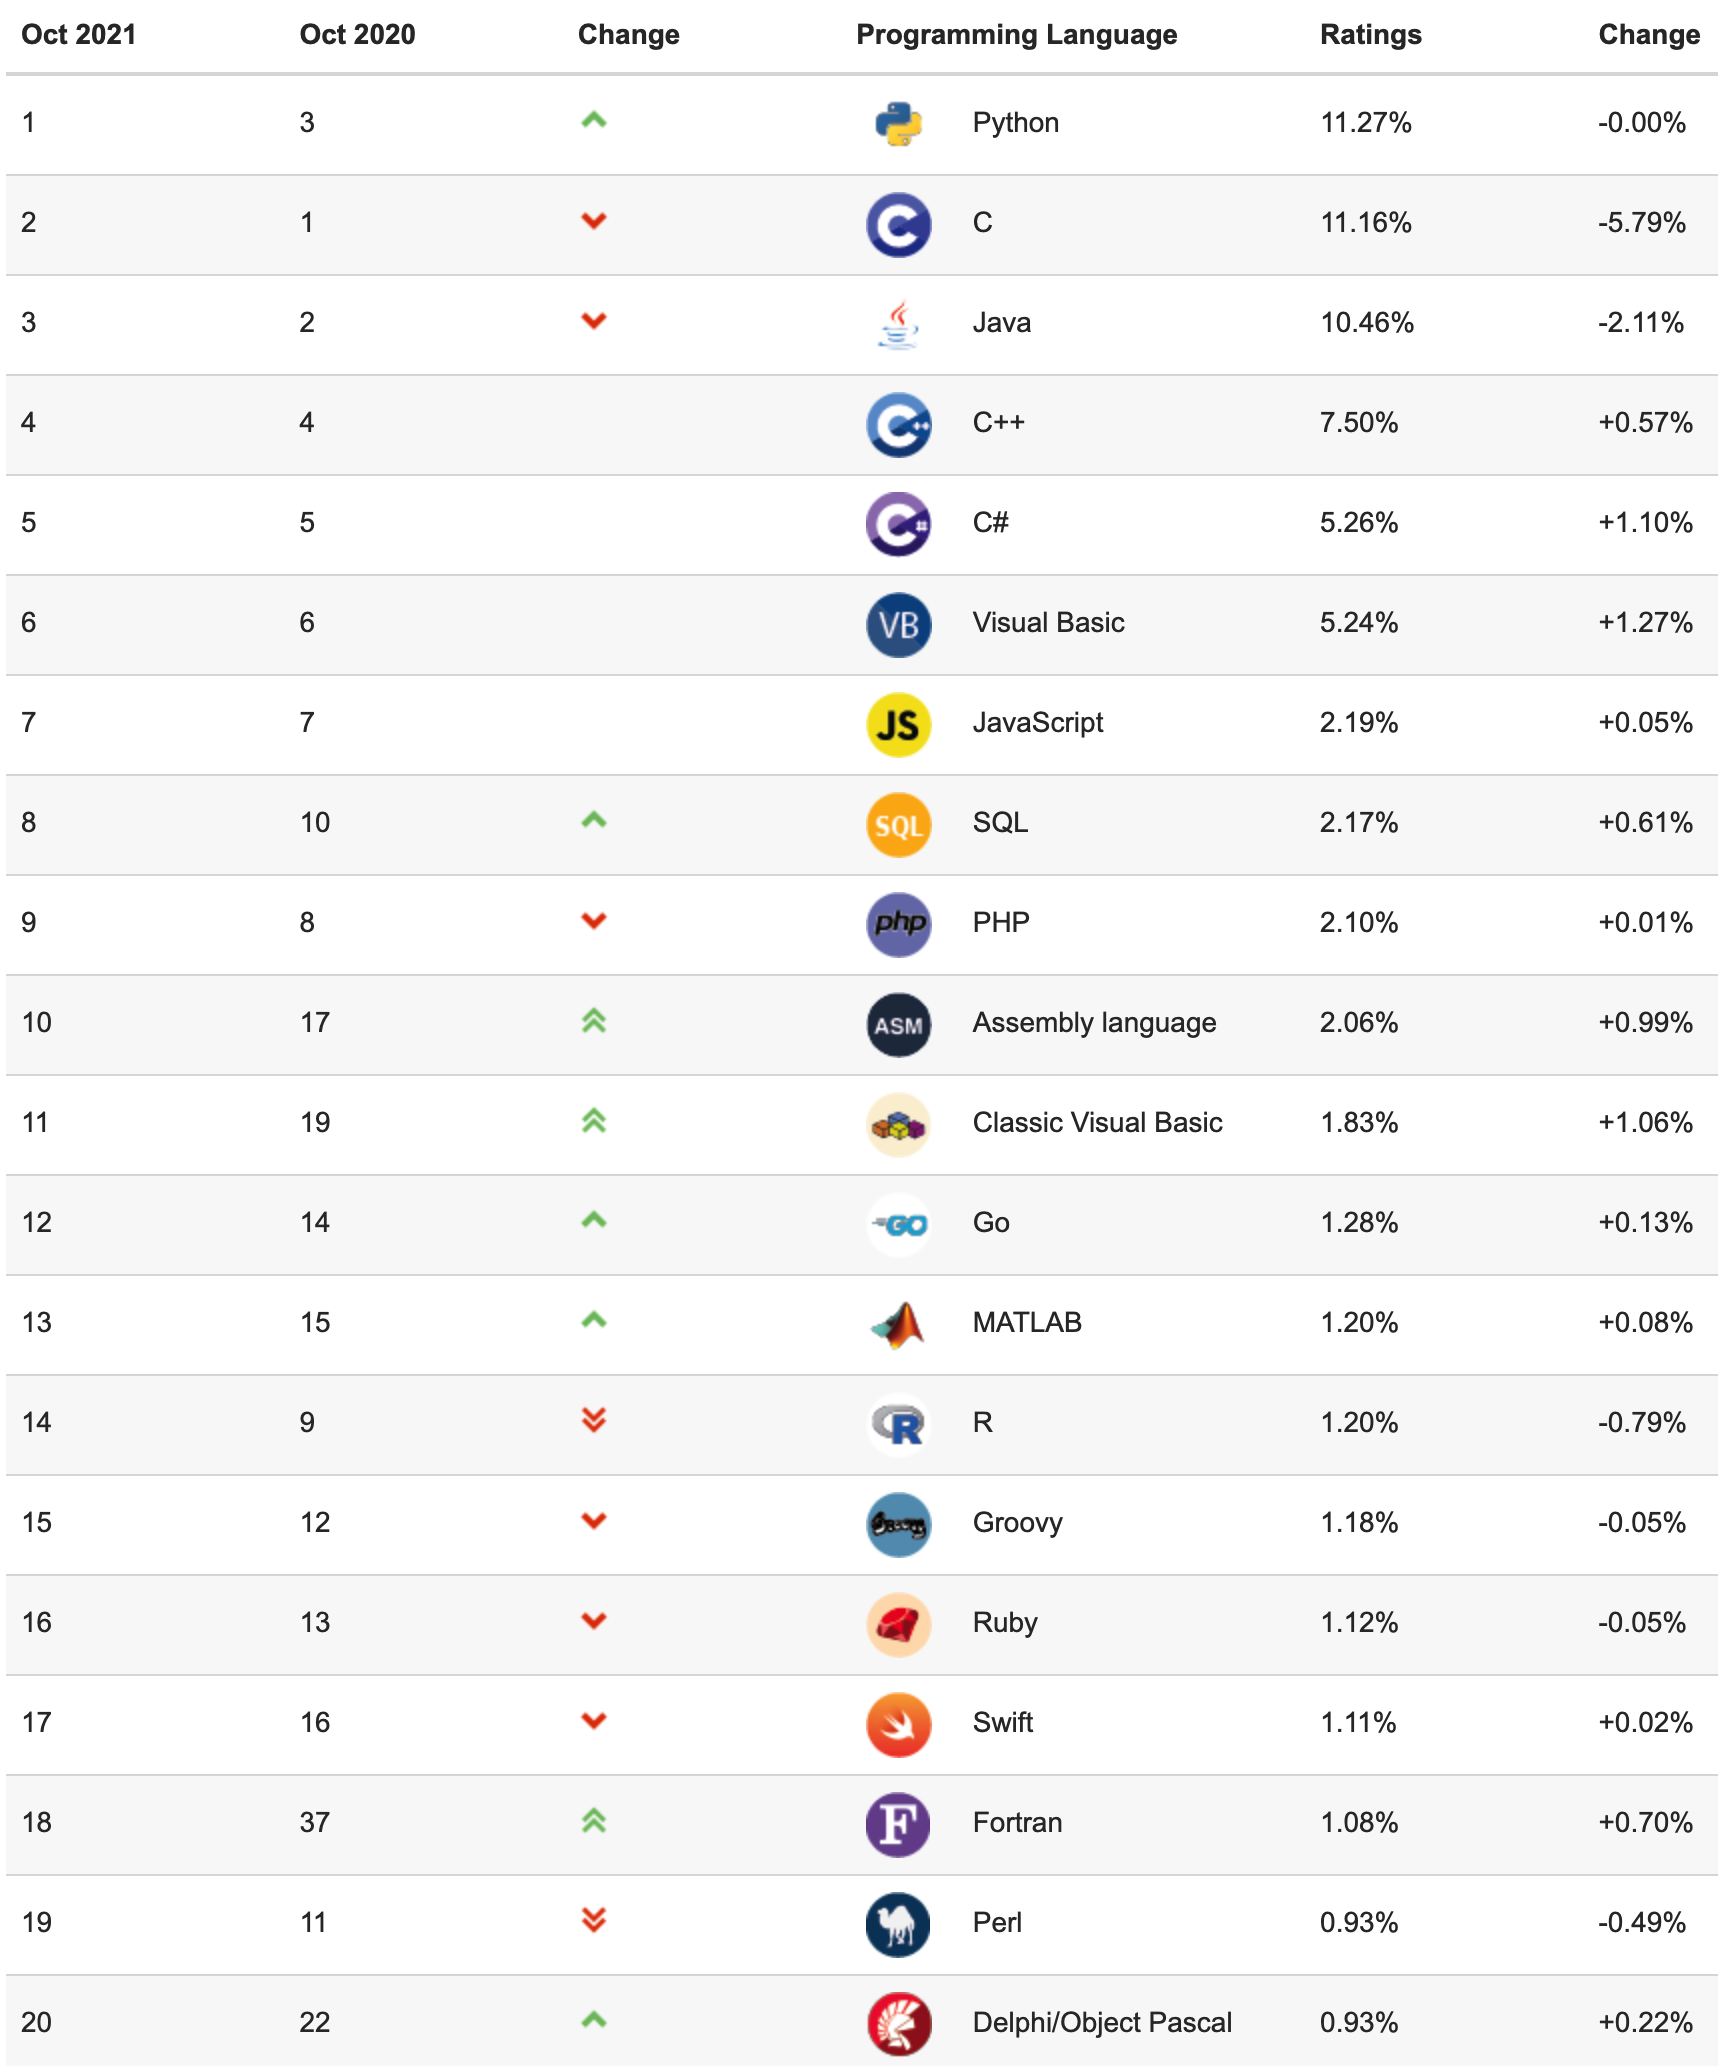 Oct 2021 Oct 2020 Change Programming Language Ratings Change
1 3 Python 11.27% -0.00%
2 1 C C 11.16% -5.79%
3 2 Java 10.46% -2.11%
4 4 C++ C++ 7.50% +0.57%
5 5 C# C# 5.26% +1.10%
6 6 VB Visual Basic 5.24% +1.27%
7 7 JS JavaScript 2.19% +0.05%
8 10 SQL SQL 2.17% +0.61%
9 8 php PHP 2.10% +0.01%
10 17 ASM Assembly language 2.06% +0.99%
11 19 Classic Visual Basic 1.83% +1.06%
12 14 GO Go 1.28% +0.13%
13 15 MATLAB 1.20% +0.08%
14 9 R R 1.20% -0.79%
15 12 Groovy Groovy 1.18% -0.05%
16 13 Ruby 1.12% -0.05%
17 16 Swift 1.11% +0.02%
18 37 F Fortran 1.08% +0.70%
19 11 Perl 0.93% -0.49%
20 22 Delphi/Object Pascal 0.93% +0.22%